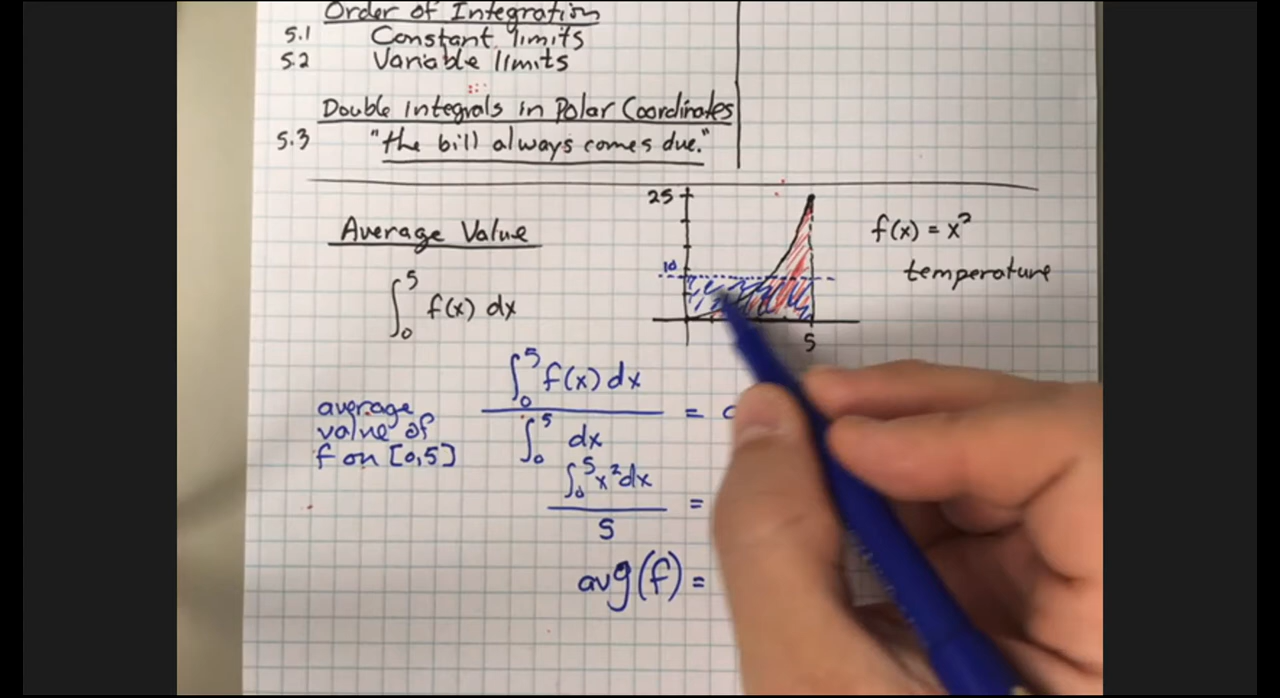 Order of Integration
5.1 Constant limits
5.2 Variable limits
Double Integrals in Polar Coordinates
5.3 "the bill always comes due."
Average Value
∫₀⁵ f(x) dx
25
10
5
f(x) = x²
temperature
average
value of
f on [0,5]
∫₀⁵ f(x) dx
=
∫₀⁵ dx
∫₀⁵ x² dx
=
5
avg(f) =